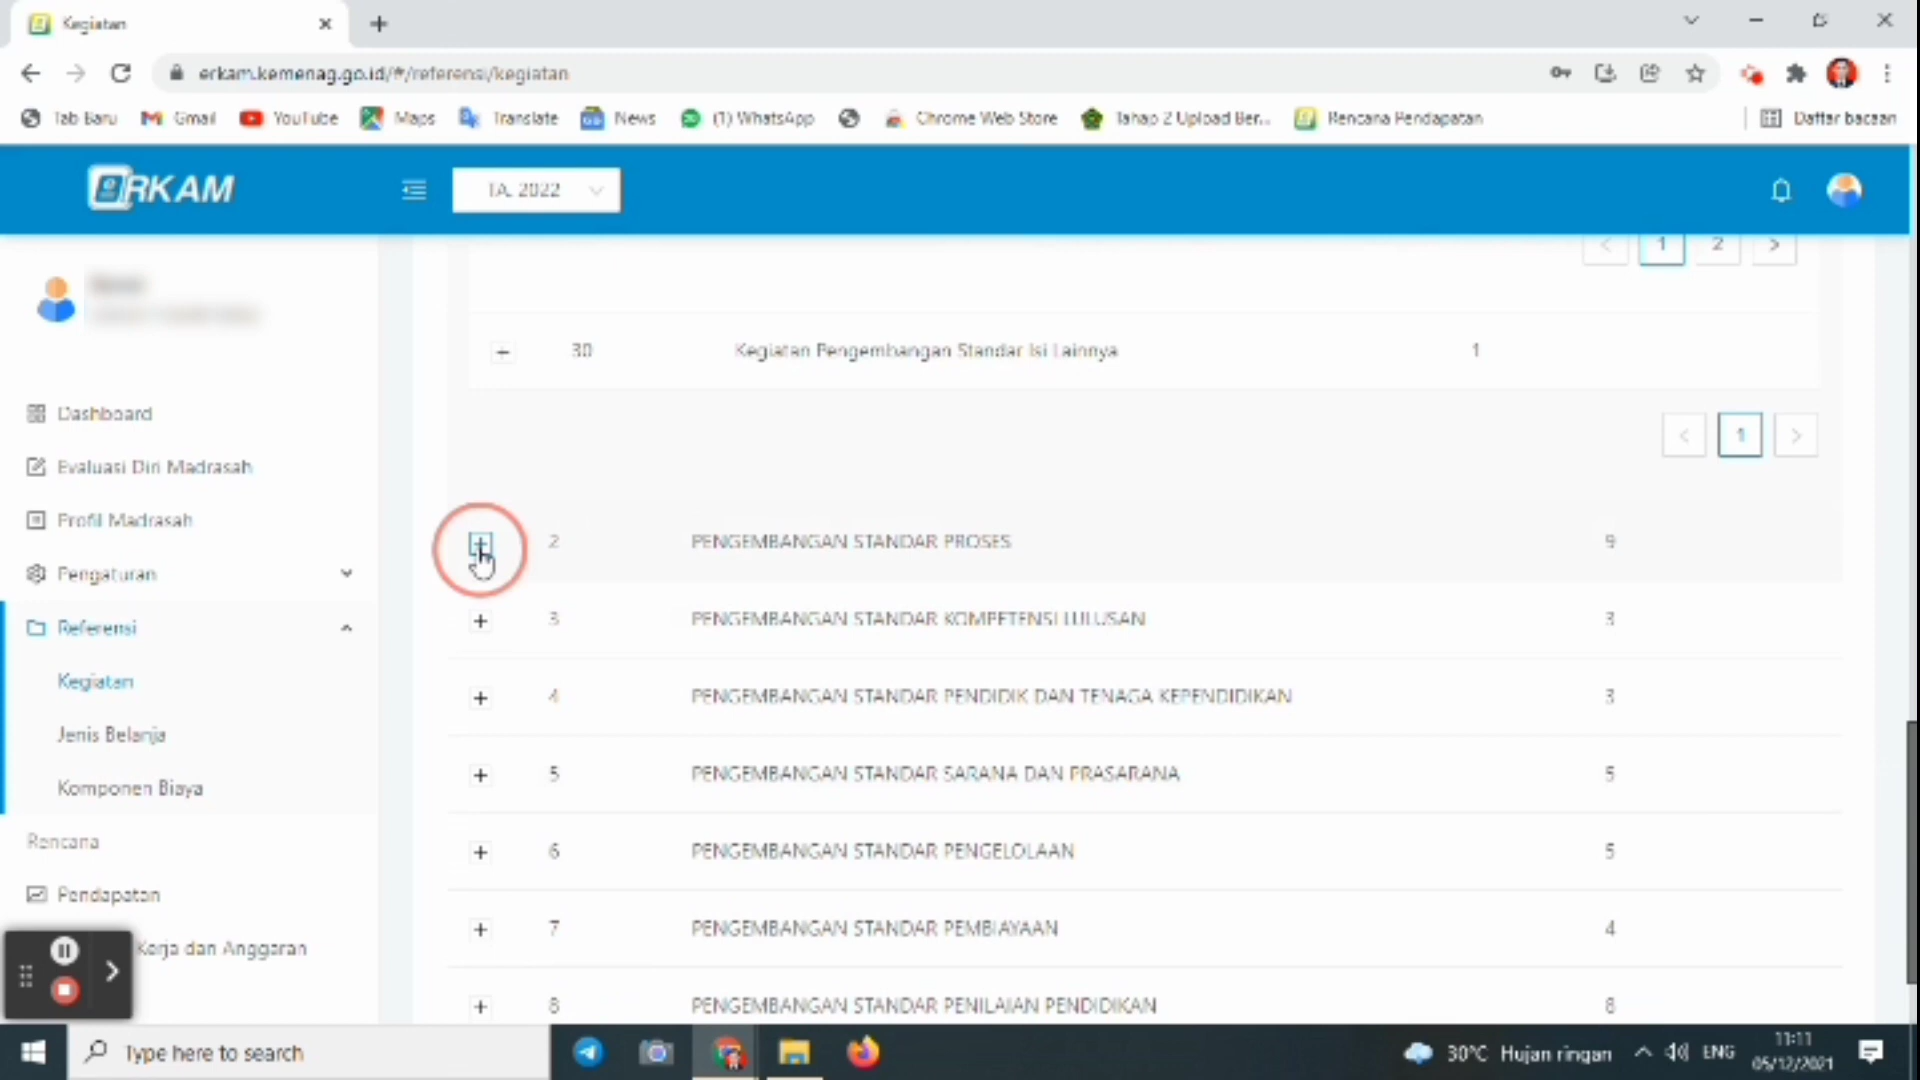 Kegiatan
erkam.kemenag.go.id/#/referensi/kegiatan
Tab Baru Gmail YouTube Maps Translate News (1) WhatsApp Chrome Web Store Tahap 2 Upload Ber... Rencana Pendapatan Daftar bacaan
eRKAM TA. 2022
< 1 2 >
30 Kegiatan Pengembangan Standar Isi Lainnya 1
< 1 >
Dashboard
Evaluasi Diri Madrasah
Profil Madrasah
Pengaturan
Referensi
Kegiatan
Jenis Belanja
Komponen Biaya
Rencana
Pendapatan
Kerja dan Anggaran
2 PENGEMBANGAN STANDAR PROSES 9
3 PENGEMBANGAN STANDAR KOMPETENSI LULUSAN 3
4 PENGEMBANGAN STANDAR PENDIDIK DAN TENAGA KEPENDIDIKAN 3
5 PENGEMBANGAN STANDAR SARANA DAN PRASARANA 5
6 PENGEMBANGAN STANDAR PENGELOLAAN 5
7 PENGEMBANGAN STANDAR PEMBIAYAAN 4
8 PENGEMBANGAN STANDAR PENILAIAN PENDIDIKAN 8
Type here to search
30°C Hujan ringan ENG
11:11
05/12/2021